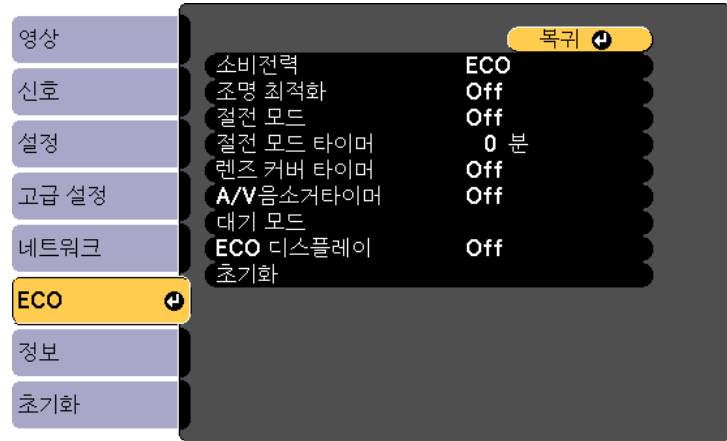 영상
신호
설정
고급 설정
네트워크
ECO
정보
초기화
복귀
소비전력 ECO
조명 최적화 Off
절전 모드 Off
절전 모드 타이머 0 분
렌즈 커버 타이머 Off
A/V음소거타이머 Off
대기 모드
ECO 디스플레이 Off
초기화